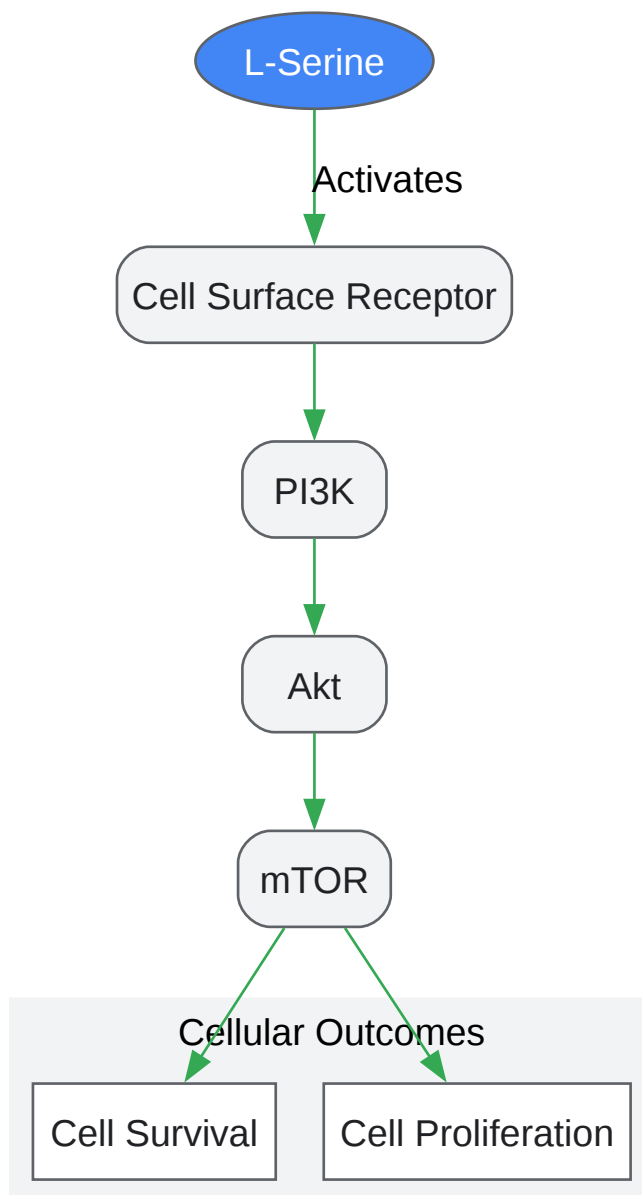 L-Serine
Activates
Cell Surface Receptor
PI3K
Akt
mTOR
Cellular Outcomes
Cell Survival
Cell Proliferation